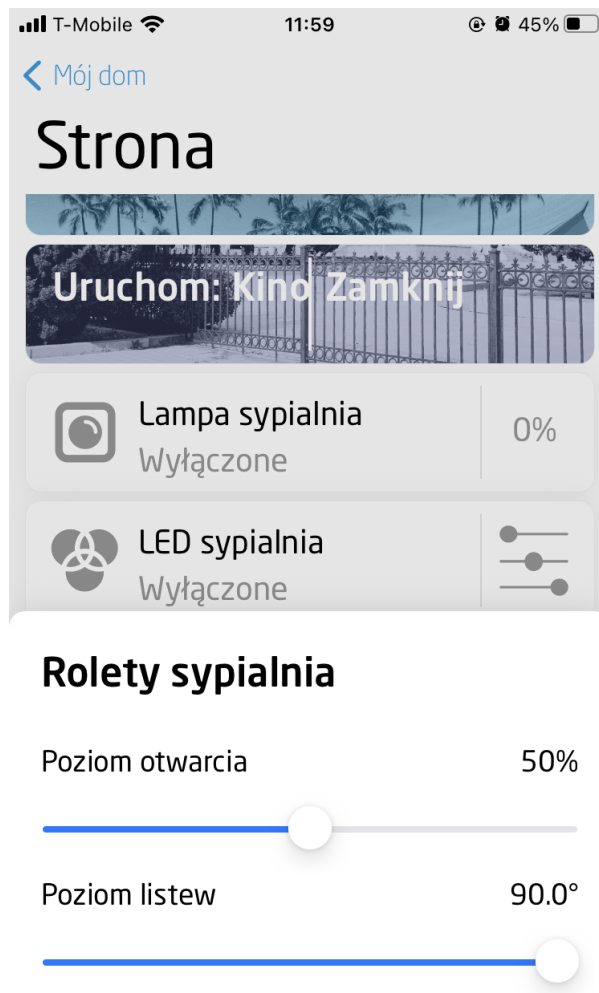 T-Mobile 11:59 45%
Mój dom
Strona
Uruchom: Kino Zamknij
Lampa sypialnia 0%
Wyłączone
LED sypialnia
Wyłączone
Rolety sypialnia
Poziom otwarcia 50%
Poziom listew 90.0°